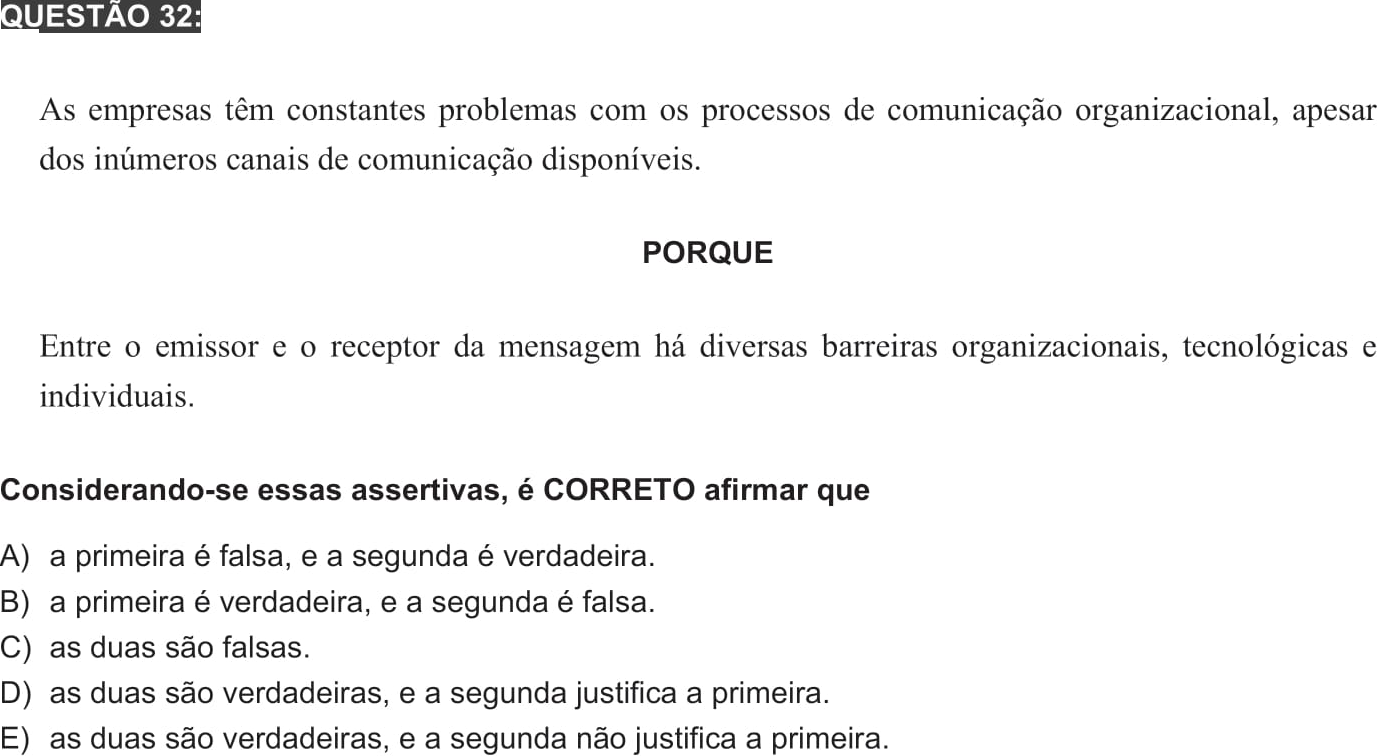 QUESTÃO 32:
As empresas têm constantes problemas com os processos de comunicação organizacional, apesar
dos inúmeros canais de comunicação disponíveis.
PORQUE
Entre o emissor e o receptor da mensagem há diversas barreiras organizacionais, tecnológicas e
individuais.
Considerando-se essas assertivas, é CORRETO afirmar que
A) a primeira é falsa, e a segunda é verdadeira.
B) a primeira é verdadeira, e a segunda é falsa.
C) as duas são falsas.
D) as duas são verdadeiras, e a segunda justifica a primeira.
E) as duas são verdadeiras, e a segunda não justifica a primeira.